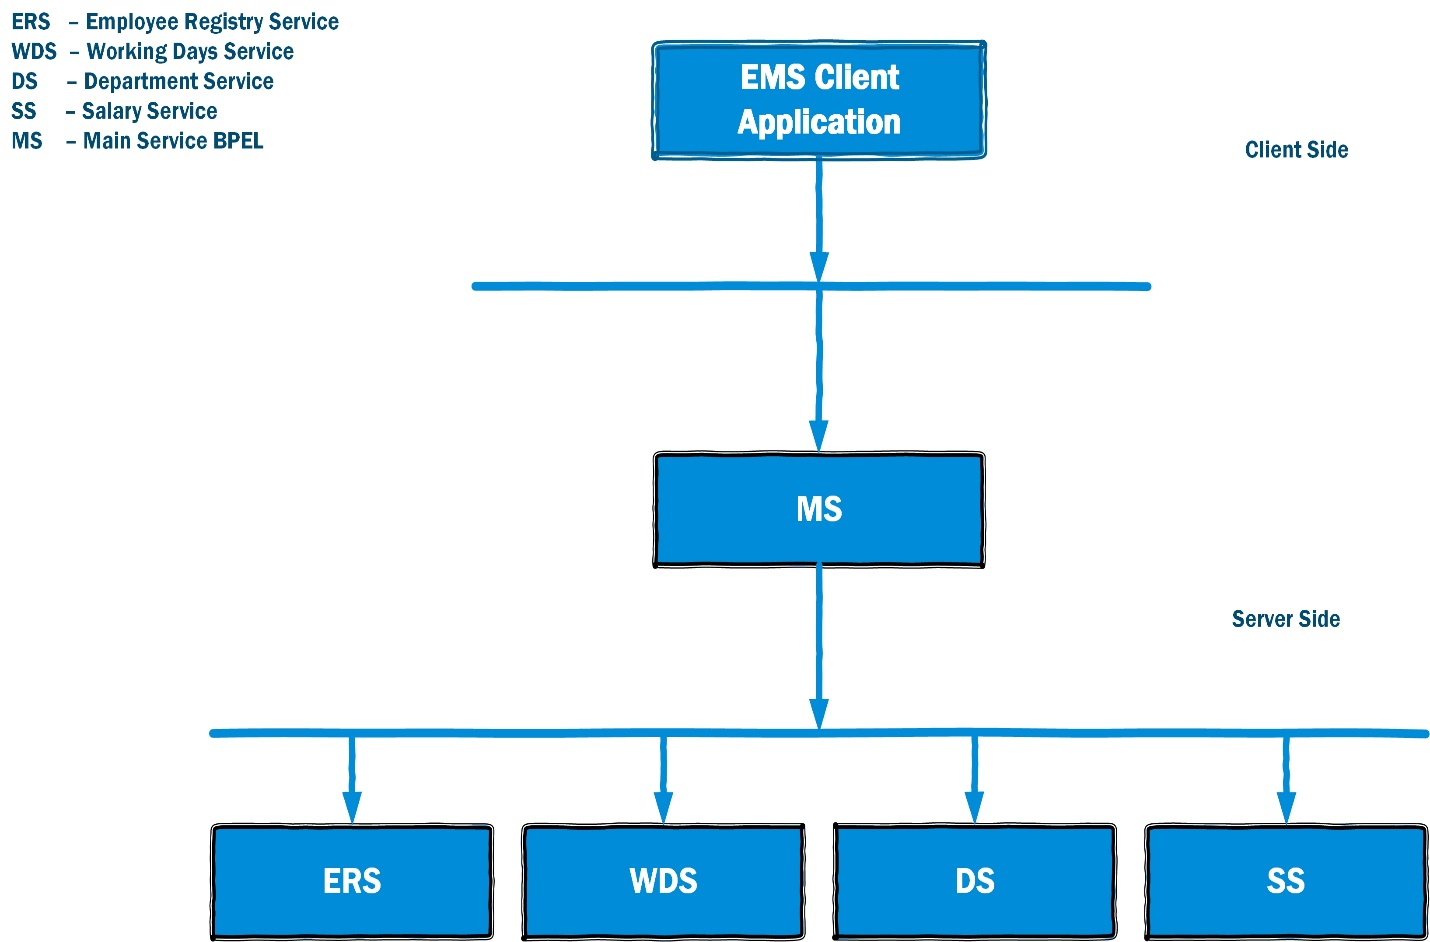 ERS – Employee Registry Service
WDS – Working Days Service
DS – Department Service
SS – Salary Service
MS – Main Service BPEL
EMS Client
Application
Client Side
MS
Server Side
ERS
WDS
DS
SS